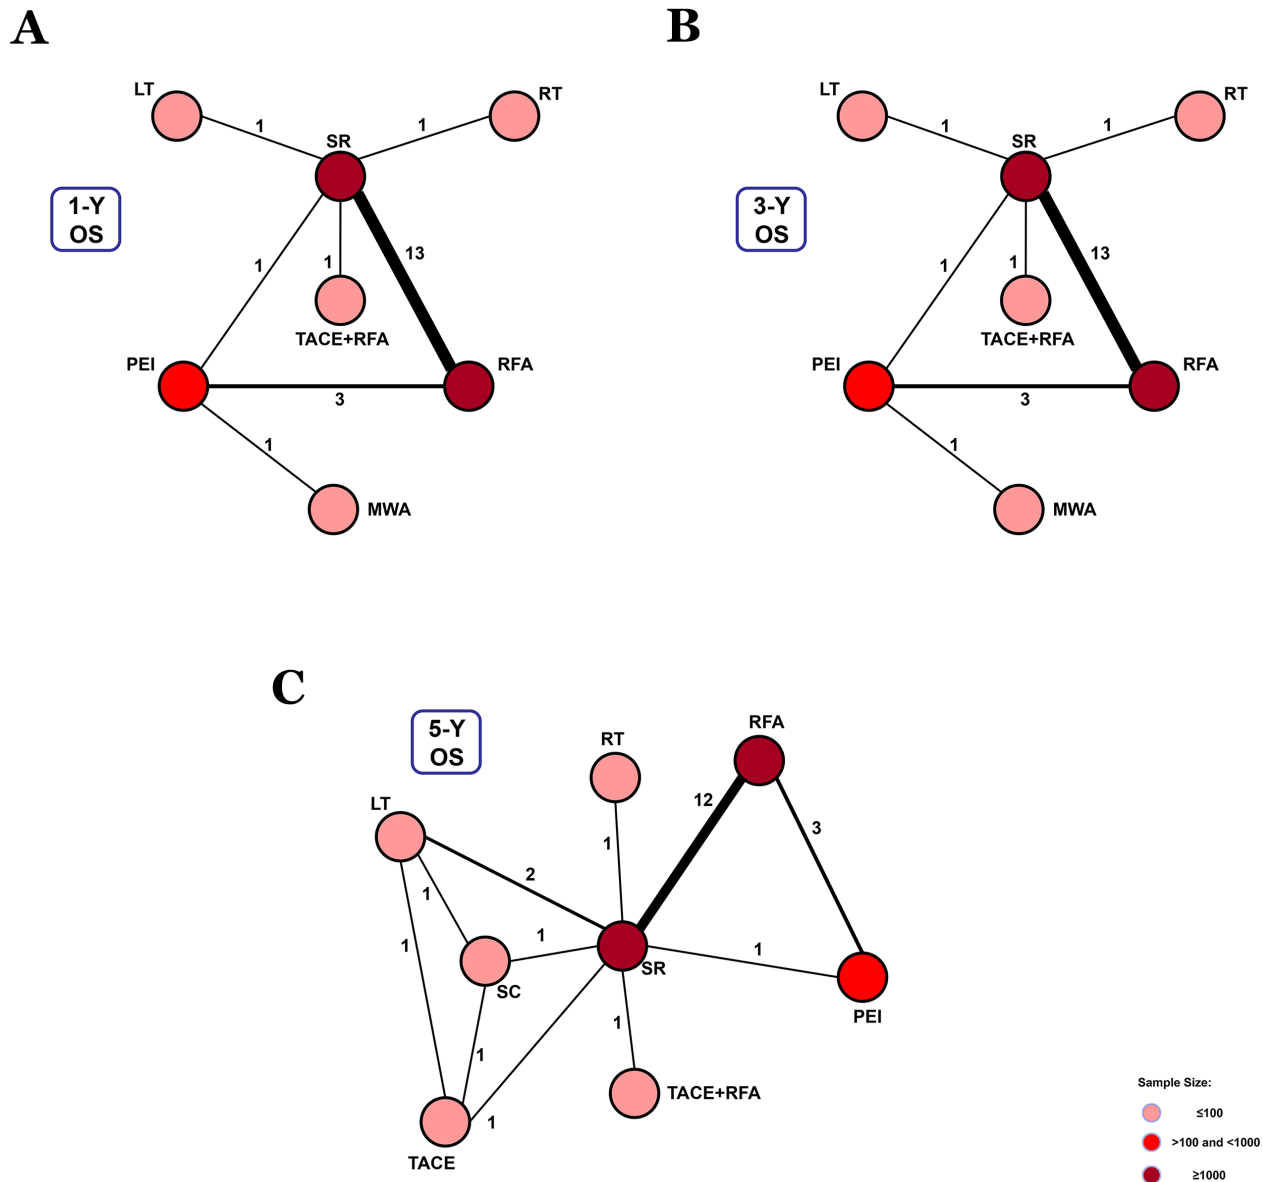 A
B
LT
RT
1
1
SR
1-Y
OS
13
1
1
TACE+RFA
PEI
RFA
3
1
MWA
LT
RT
1
1
SR
3-Y
OS
13
1
1
TACE+RFA
PEI
RFA
3
1
MWA
C
5-Y
OS
RFA
RT
LT
12
3
1
2
1
1
1
1
SC
SR
PEI
1
1
1
TACE+RFA
TACE
Sample Size:
≤100
>100 and <1000
≥1000